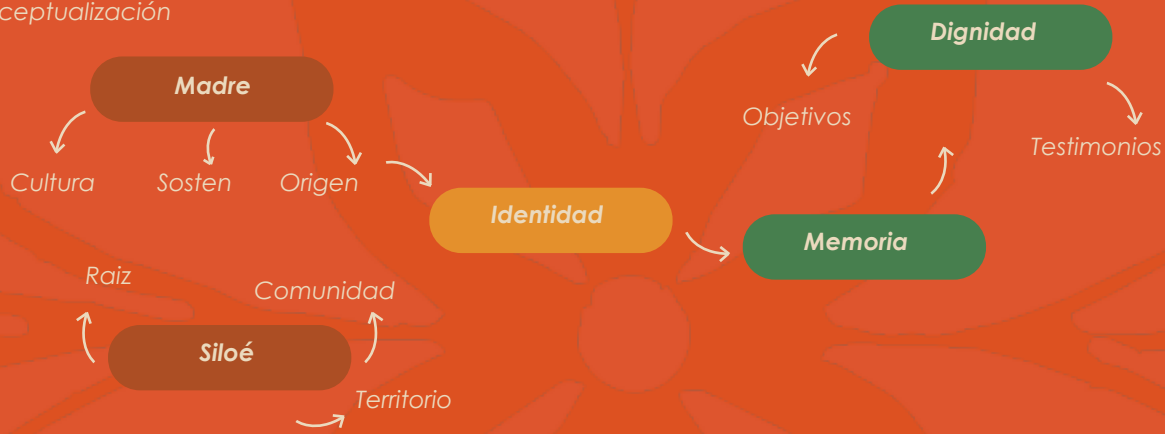 ceptualización
Madre
Cultura
Sosten
Origen
Identidad
Dignidad
Objetivos
Testimonios
Memoria
Raiz
Comunidad
Siloé
Territorio